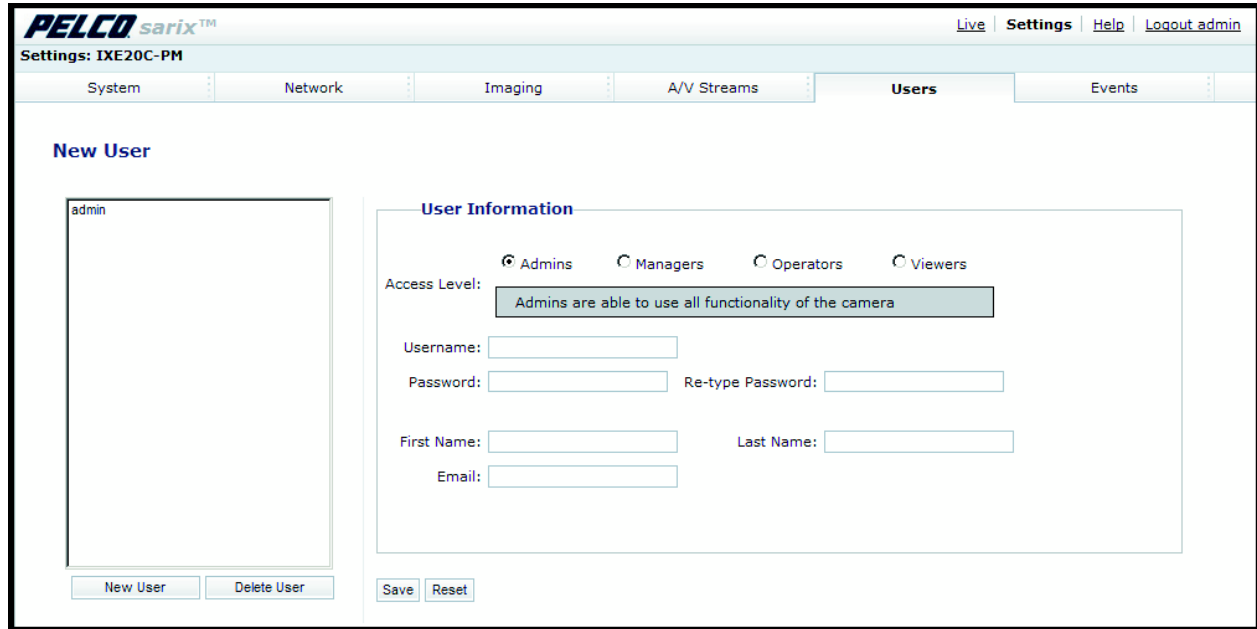 PELCO sarix™
Live Settings Help Logout admin
Settings: IXE20C-PM
System Network Imaging A/V Streams Users Events
New User
admin
User Information
Admins Managers Operators Viewers
Access Level:
Admins are able to use all functionality of the camera
Username:
Password: Re-type Password:
First Name: Last Name:
Email:
New User Delete User Save Reset